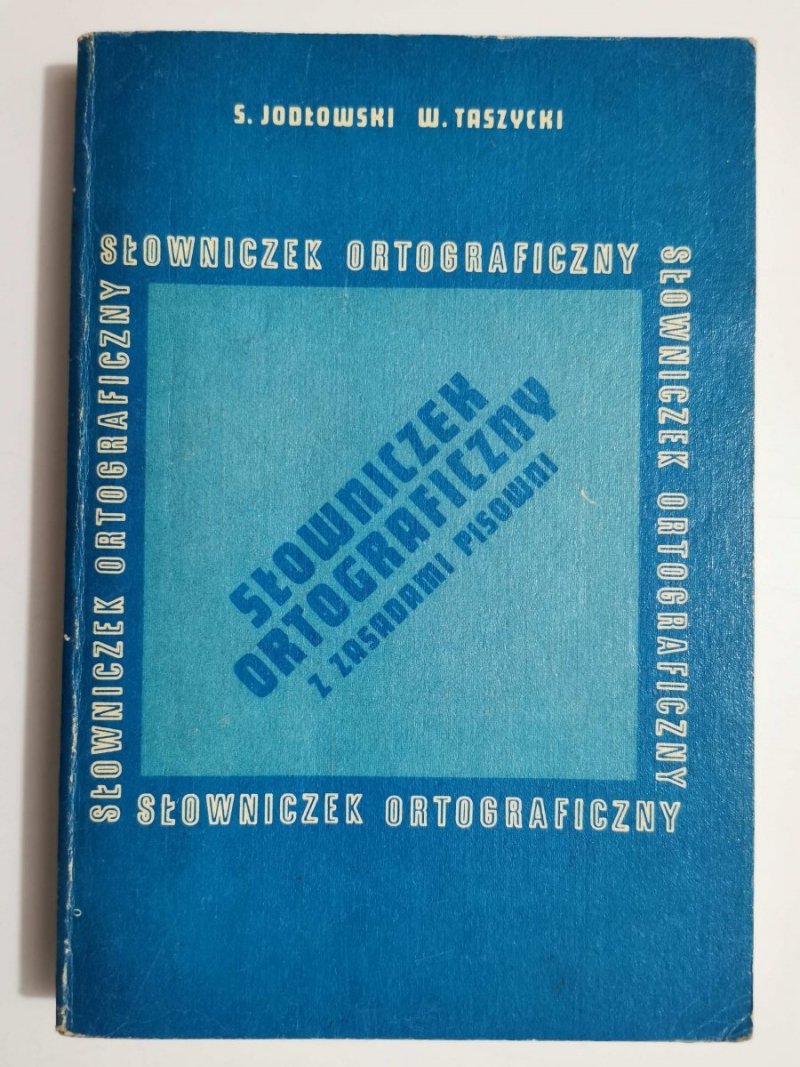 S. JODŁOWSKI W. TASZYCKI
SŁOWNICZEK ORTOGRAFICZNY
SŁOWNICZEK ORTOGRAFICZNY
SŁOWNICZEK
ORTOGRAFICZNY
Z ZASADAMI PISOWNI
SŁOWNICZEK ORTOGRAFICZNY
SŁOWNICZEK ORTOGRAFICZNY